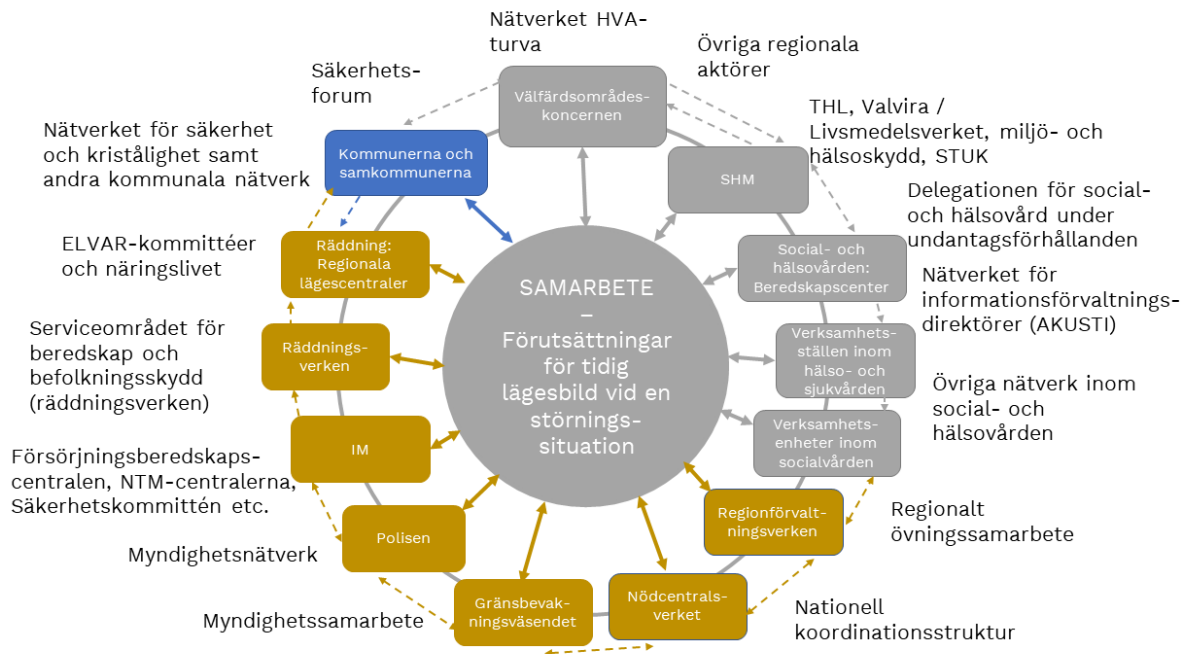 Nätverket HVA-
turva
Övriga regionala
aktörer
Säkerhets-
forum
Välfärdsområdes-
koncernen
THL, Valvira /
Livsmedelsverket, miljö- och
hälsoskydd, STUK
Nätverket för säkerhet
och kristålighet samt
andra kommunala nätverk
Kommunerna och
samkommunerna
SHM
Delegationen för social-
och hälsovård under
undantagsförhållanden
ELVAR-kommittéer
och näringslivet
Räddning:
Regionala
lägescentraler
Social- och
hälsovården:
Beredskapscenter
SAMARBETE
–
Förutsättningar
för tidig
lägesbild vid en
störnings-
situation
Nätverket för
informationsförvaltnings-
direktörer (AKUSTI)
Serviceområdet för
beredskap och
befolkningsskydd
(räddningsverken)
Räddnings-
verken
Verksamhets-
ställen inom
hälso- och
sjukvården
Övriga nätverk inom
social- och
hälsovården
IM
Verksamhets-
enheter inom
socialvården
Försörjningsberedskaps-
centralen, NTM-centralerna,
Säkerhetskommittén etc.
Polisen
Regionförvalt-
ningsverken
Regionalt
övningssamarbete
Myndighetsnätverk
Gränsbevak-
ningsväsendet
Nödcentrals-
verket
Myndighetssamarbete
Nationell
koordinationsstruktur